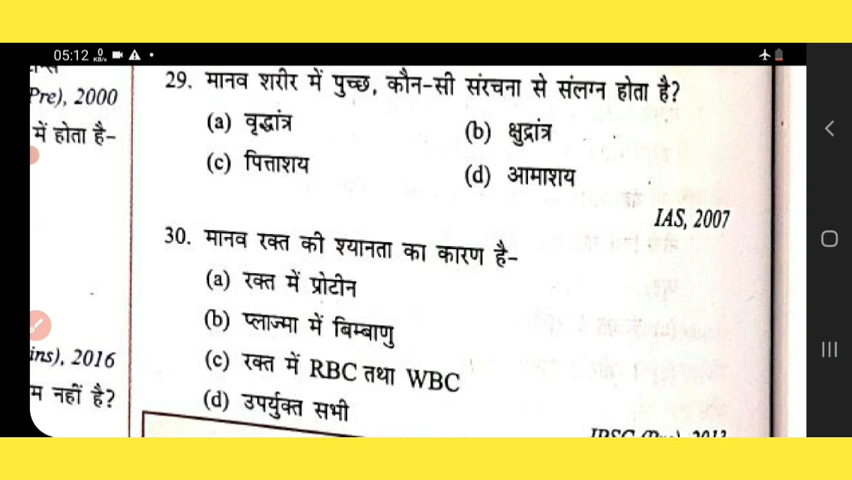 05:12
Pre), 2000
में होता है-
29. मानव शरीर में पुच्छ, कौन-सी संरचना से संलग्न होता है?
(a) वृद्धांत्र
(b) क्षुद्रांत्र
(c) पित्ताशय
(d) आमाशय
IAS, 2007
30. मानव रक्त की श्यानता का कारण है-
(a) रक्त में प्रोटीन
(b) प्लाज्मा में बिम्बाणु
(c) रक्त में RBC तथा WBC
(d) उपर्युक्त सभी
ins), 2016
म नहीं है?